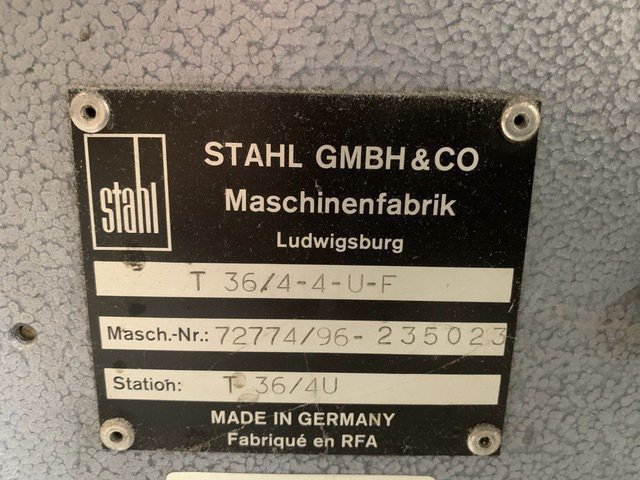 stahl
STAHL GMBH & CO
Maschinenfabrik
Ludwigsburg
T 36/4-4-U-F
Masch.-Nr.: 72774/96-235023
Station: T 36/4U
MADE IN GERMANY
Fabriqué en RFA